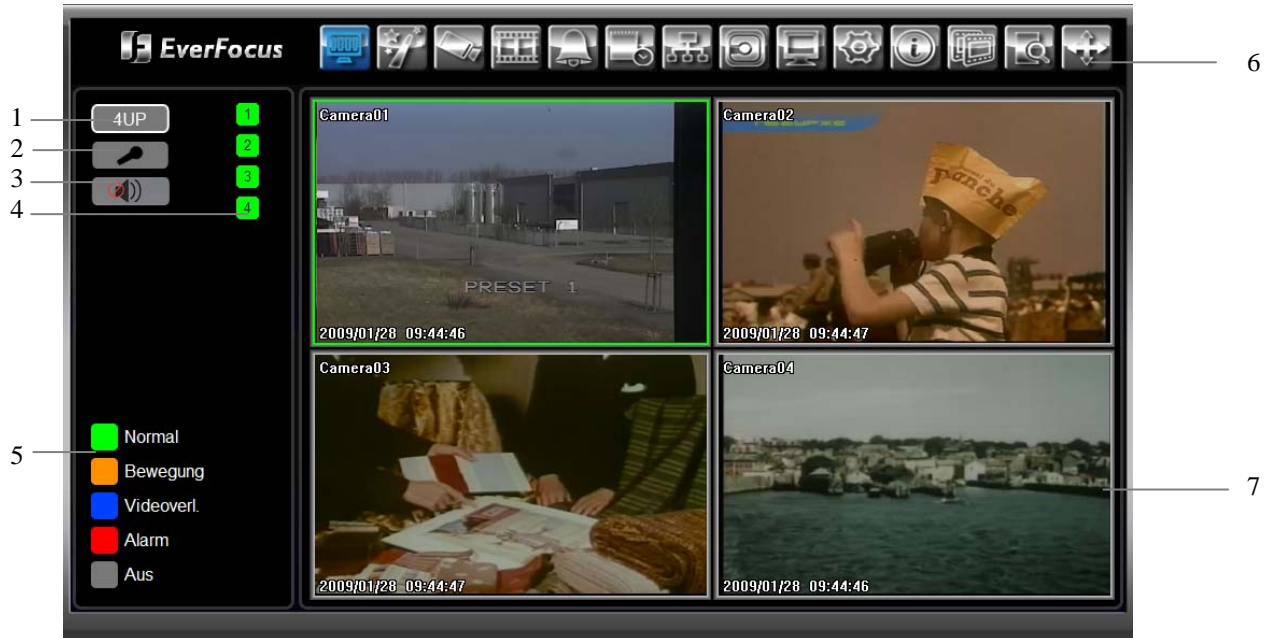 EverFocus
6
1
4UP
1
2
2
3
3
4
4
Camera01
PRESET 1
2009/01/28 09:44:46
Camera02
Panche
2009/01/28 09:44:47
Camera03
2009/01/28 09:44:47
Camera04
2009/01/28 09:44:46
7
5
Normal
Bewegung
Videoverl.
Alarm
Aus